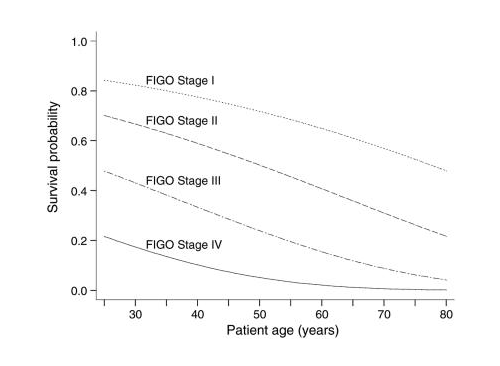 1.0
FIGO Stage I
0.8
FIGO Stage II
0.6
Survival probability
FIGO Stage III
0.4
FIGO Stage IV
0.2
0.0
30 40 50 60 70 80
Patient age (years)